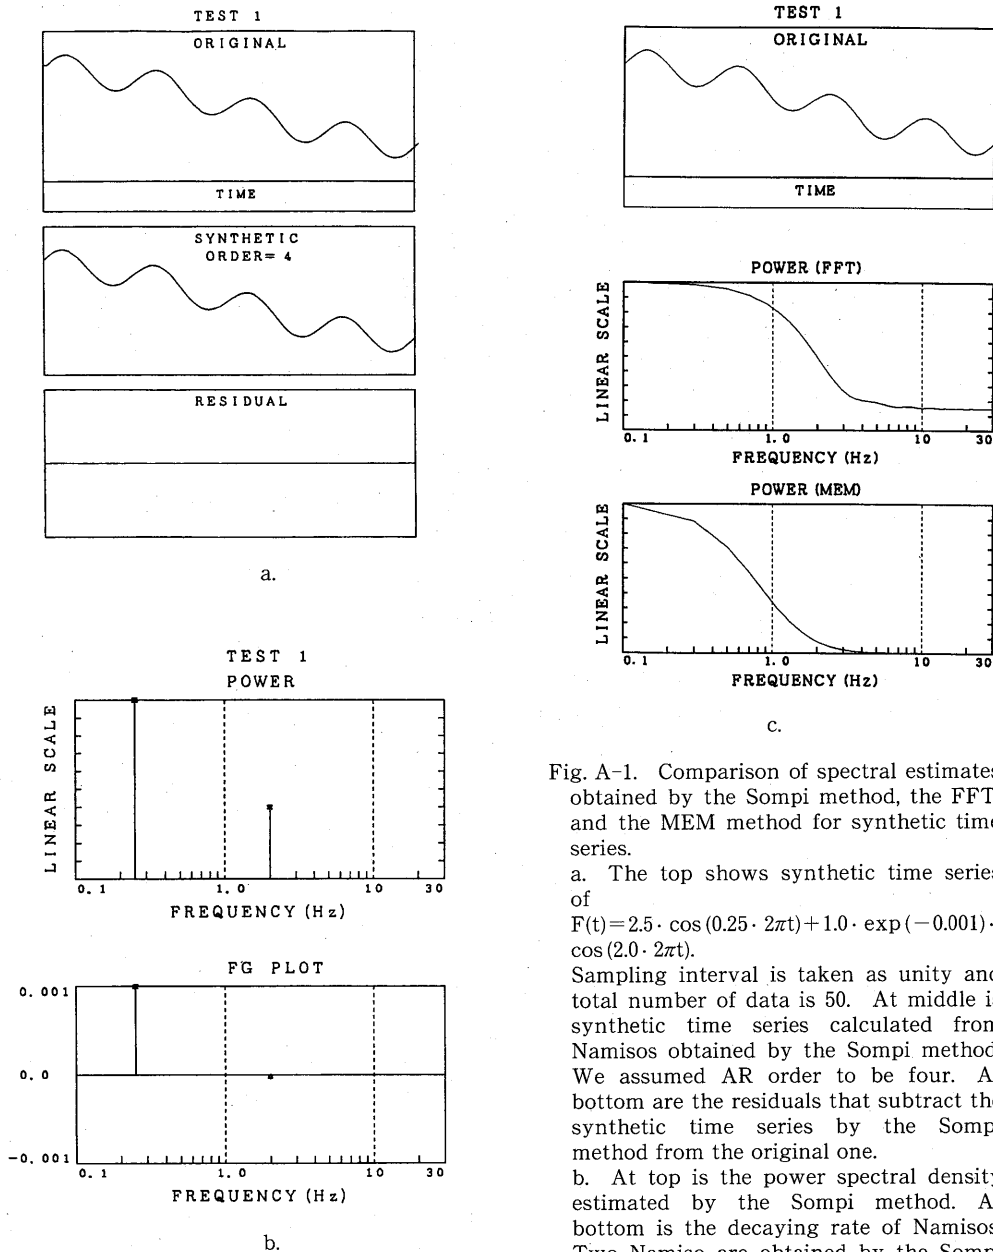 TEST 1
ORIGINAL
TIME
SYNTHETIC
ORDER= 4
RESIDUAL
a.
TEST 1
POWER
LINEAR SCALE
0.1 1.0 10 30
FREQUENCY (Hz)
FG PLOT
0.001
0.0
-0.001
0.1 1.0 10 30
FREQUENCY (Hz)
b.
TEST 1
ORIGINAL
TIME
POWER (FFT)
LINEAR SCALE
0.1 1.0 10 30
FREQUENCY (Hz)
POWER (MEM)
LINEAR SCALE
0.1 1.0 10 30
FREQUENCY (Hz)
c.
Fig. A-1. Comparison of spectral estimates
obtained by the Sompi method, the FFT
and the MEM method for synthetic time
series.
a. The top shows synthetic time series
of
F(t)=2.5· cos (0.25· 2πt)+1.0· exp (−0.001)·
cos (2.0· 2πt).
Sampling interval is taken as unity and
total number of data is 50. At middle i
synthetic time series calculated from
Namisos obtained by the Sompi method
We assumed AR order to be four. A
bottom are the residuals that subtract the
synthetic time series by the Somp
method from the original one.
b. At top is the power spectral density
estimated by the Sompi method. A
bottom is the decaying rate of Namisos
Two Namiso are obtained by the Somp